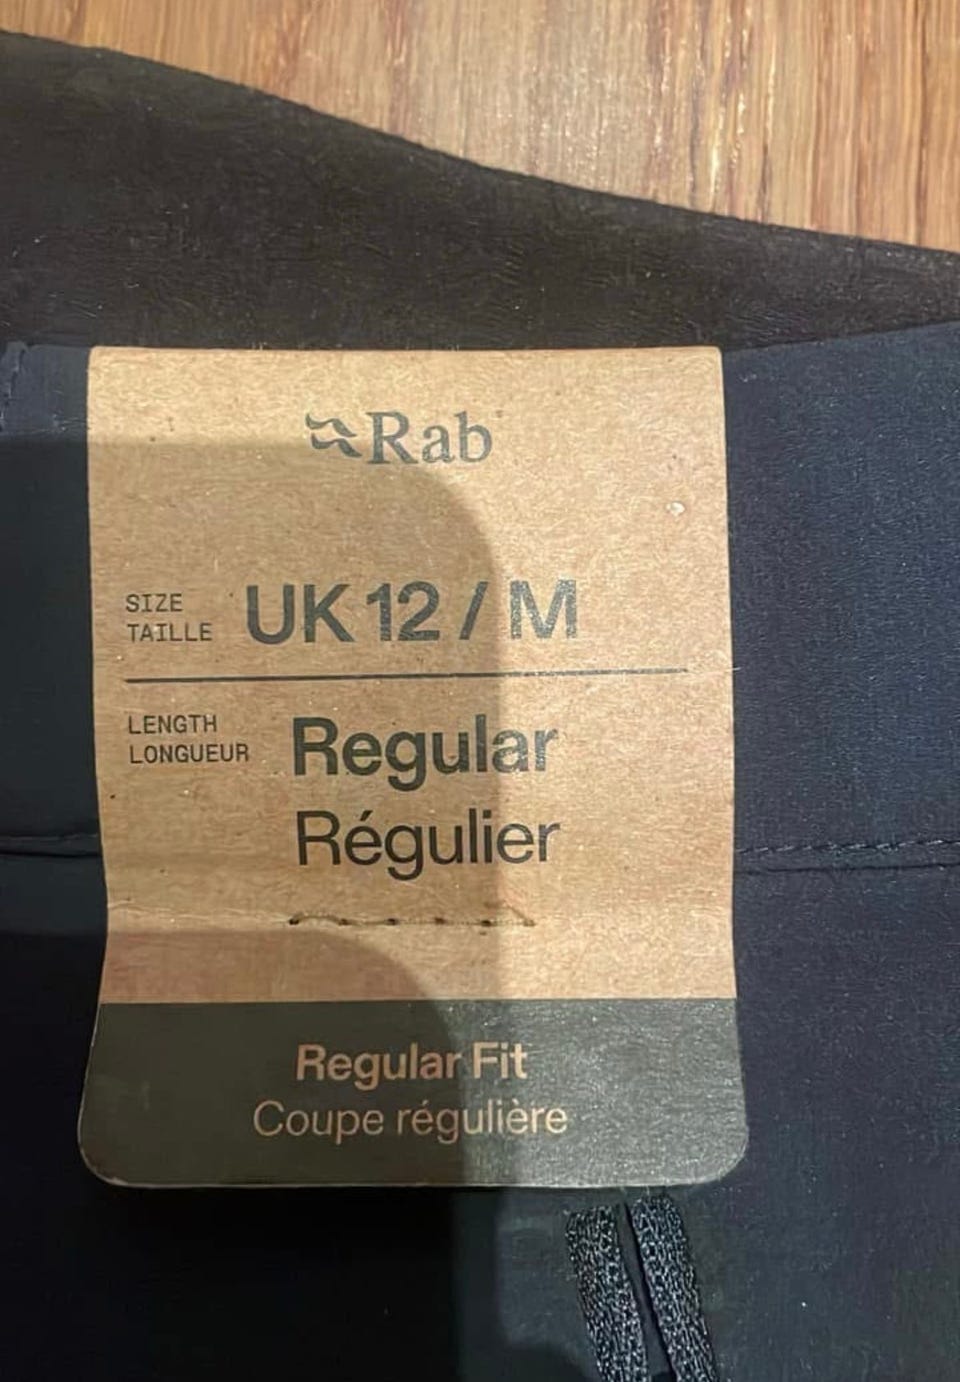 Rab
SIZE
TAILLE
UK 12 / M
LENGTH
LONGUEUR
Regular
Régulier
Regular Fit
Coupe régulière